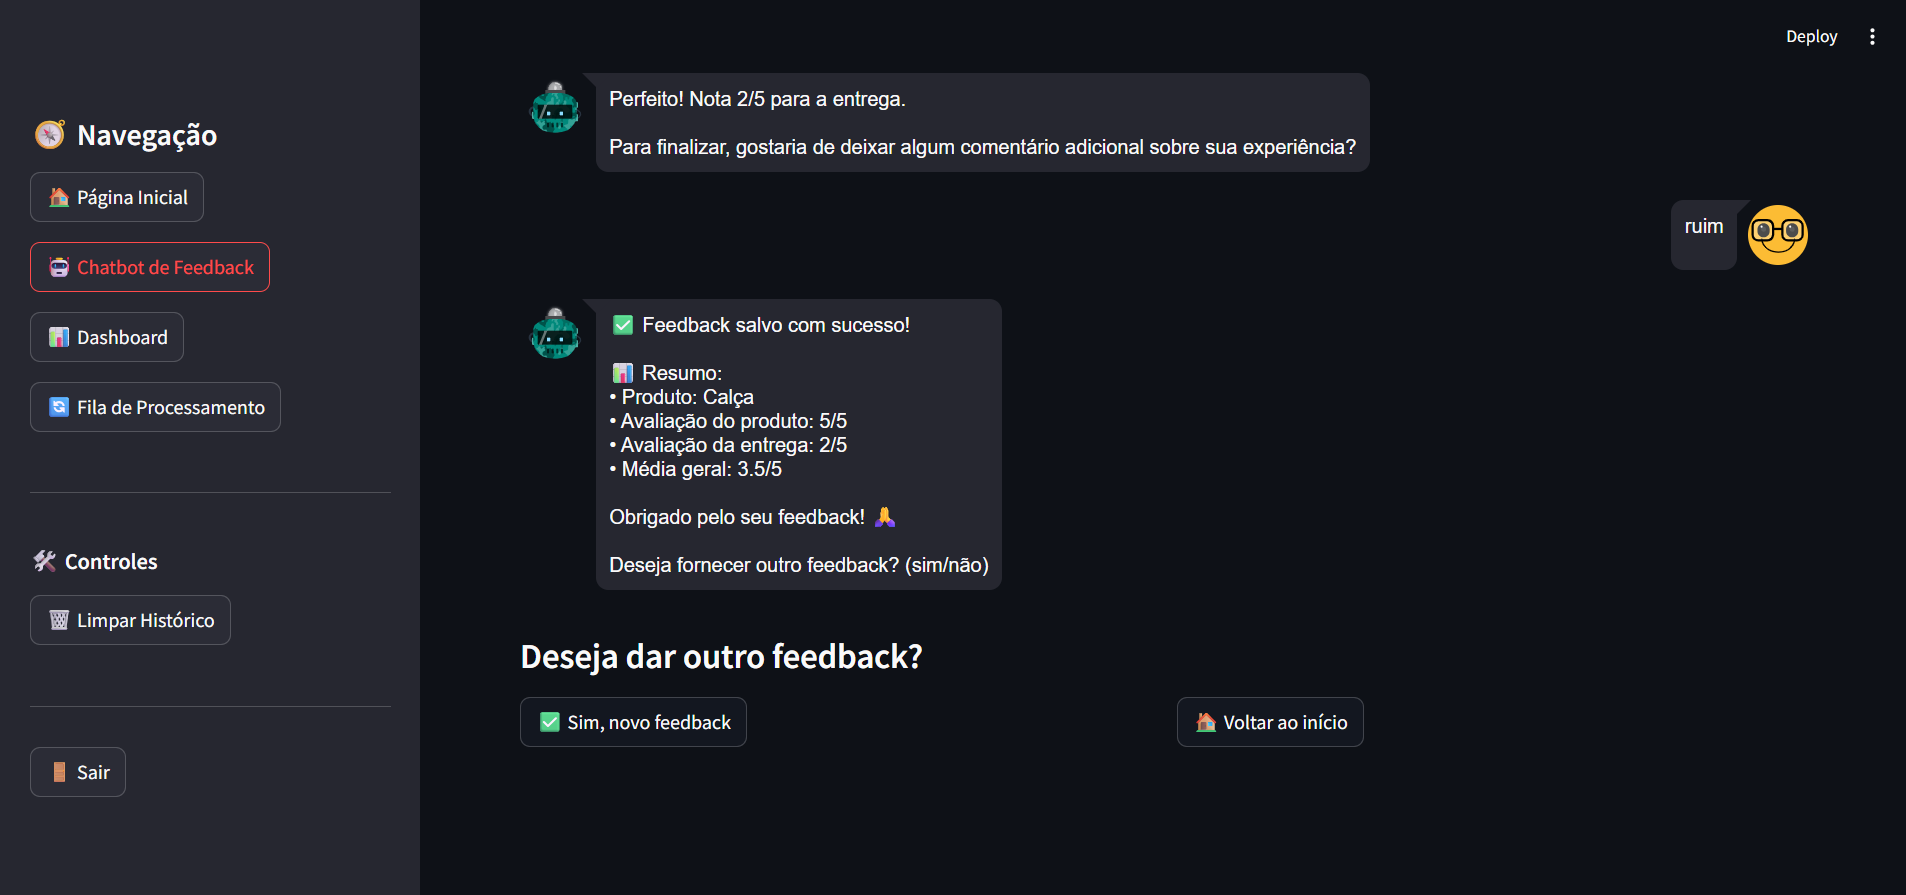 Deploy
Navegação
Página Inicial
Chatbot de Feedback
Dashboard
Fila de Processamento
Controles
Limpar Histórico
Sair
Perfeito! Nota 2/5 para a entrega.
Para finalizar, gostaria de deixar algum comentário adicional sobre sua experiência?
ruim
✅ Feedback salvo com sucesso!
📊 Resumo:
• Produto: Calça
• Avaliação do produto: 5/5
• Avaliação da entrega: 2/5
• Média geral: 3.5/5
Obrigado pelo seu feedback! 🙏
Deseja fornecer outro feedback? (sim/não)
Deseja dar outro feedback?
✅ Sim, novo feedback
🏠 Voltar ao início